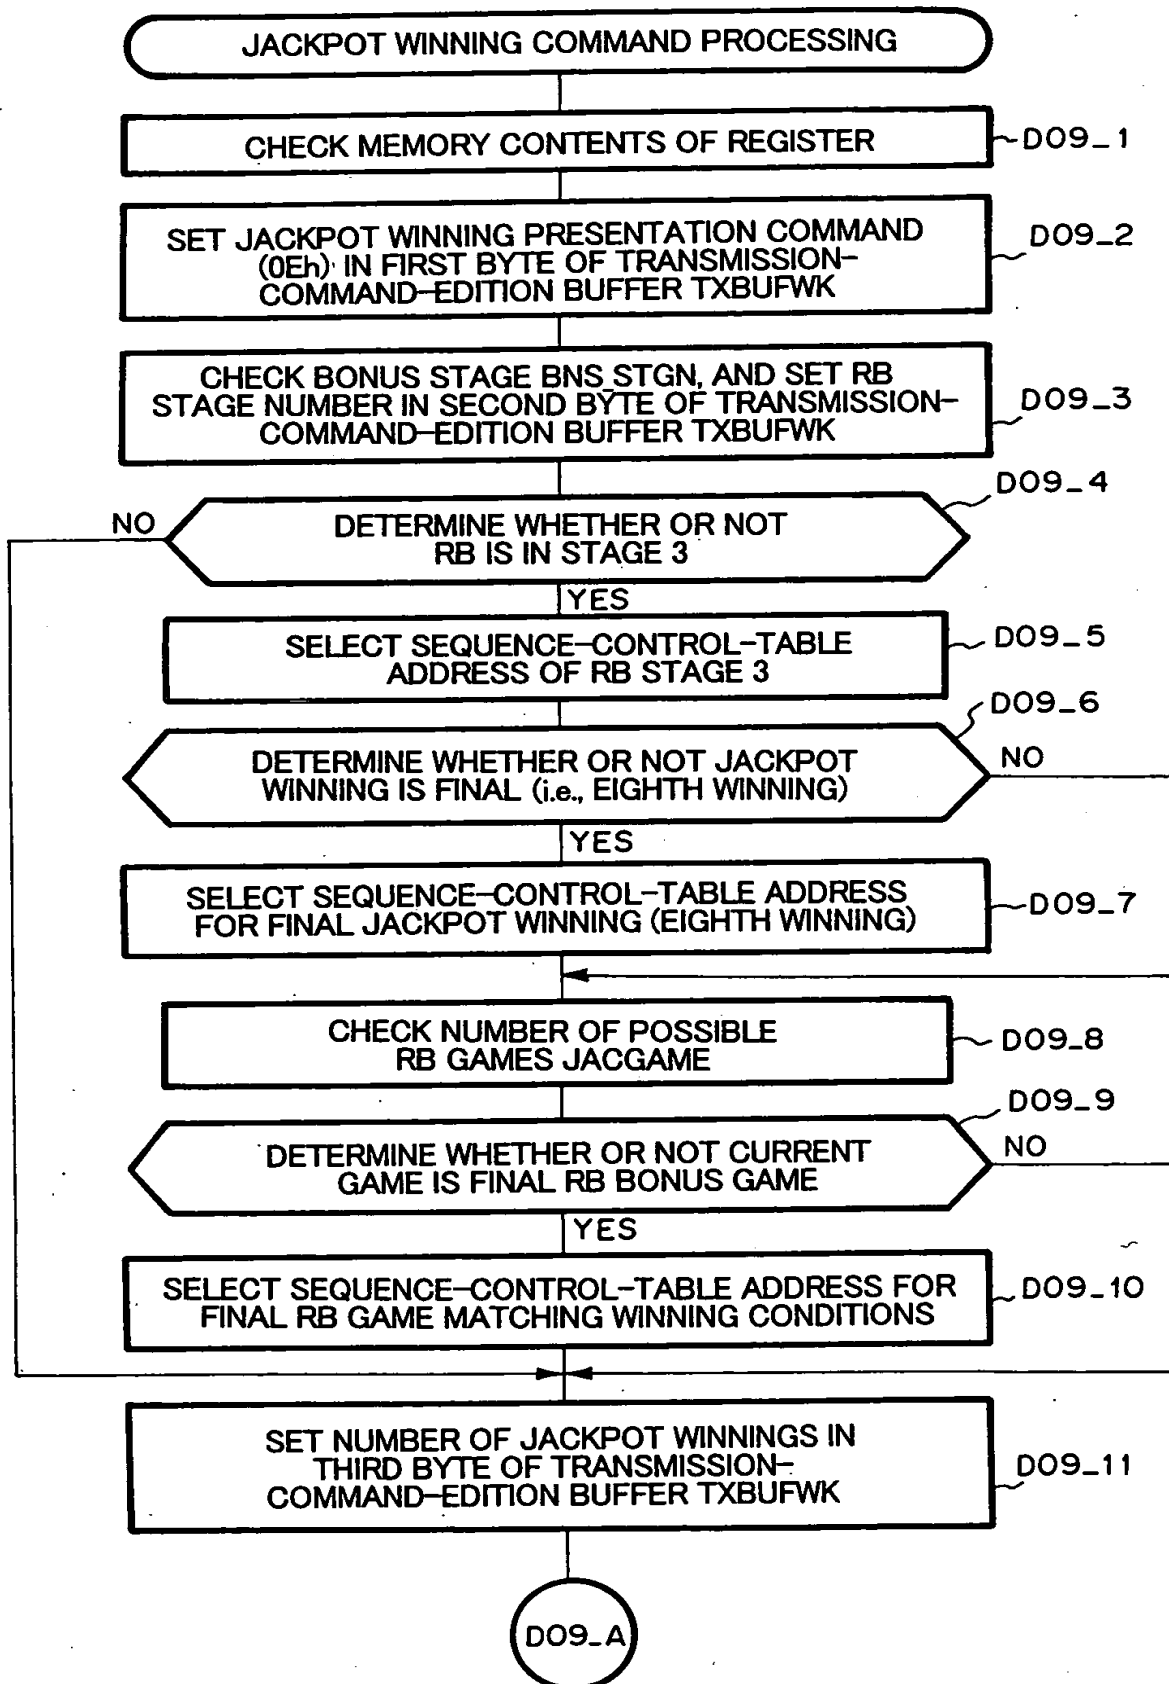 JACKPOT WINNING COMMAND PROCESSING
CHECK MEMORY CONTENTS OF REGISTER
D09_1
SET JACKPOT WINNING PRESENTATION COMMAND
(0Eh) IN FIRST BYTE OF TRANSMISSION-
COMMAND-EDITION BUFFER TXBUFWK
D09_2
CHECK BONUS STAGE BNS_STGN, AND SET RB
STAGE NUMBER IN SECOND BYTE OF TRANSMISSION-
COMMAND-EDITION BUFFER TXBUFWK
D09_3
D09_4
NO
DETERMINE WHETHER OR NOT
RB IS IN STAGE 3
YES
SELECT SEQUENCE-CONTROL-TABLE
ADDRESS OF RB STAGE 3
D09_5
D09_6
DETERMINE WHETHER OR NOT JACKPOT
WINNING IS FINAL (i.e., EIGHTH WINNING)
NO
YES
SELECT SEQUENCE-CONTROL-TABLE ADDRESS
FOR FINAL JACKPOT WINNING (EIGHTH WINNING)
D09_7
CHECK NUMBER OF POSSIBLE
RB GAMES JACGAME
D09_8
D09_9
DETERMINE WHETHER OR NOT CURRENT
GAME IS FINAL RB BONUS GAME
NO
YES
SELECT SEQUENCE-CONTROL-TABLE ADDRESS FOR
FINAL RB GAME MATCHING WINNING CONDITIONS
D09_10
SET NUMBER OF JACKPOT WINNINGS IN
THIRD BYTE OF TRANSMISSION-
COMMAND-EDITION BUFFER TXBUFWK
D09_11
D09_A